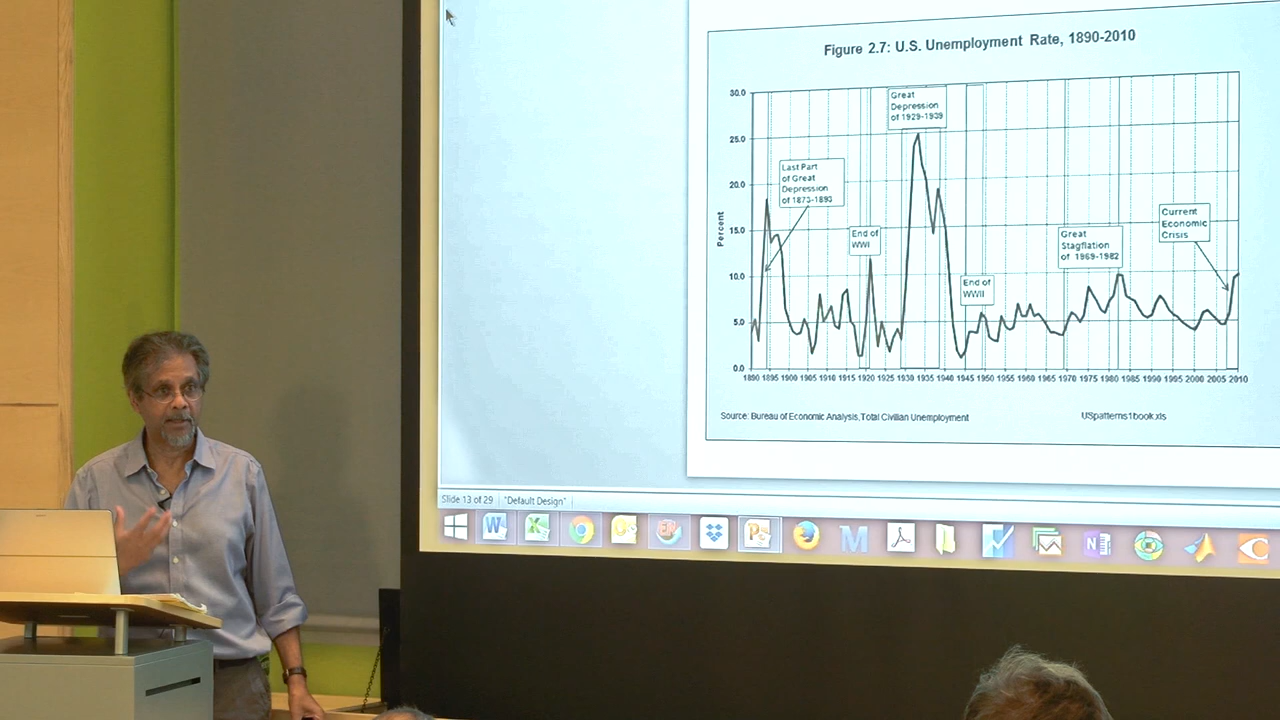 Figure 2.7: U.S. Unemployment Rate, 1890-2010
Percent
30.0
25.0
20.0
15.0
10.0
5.0
0.0
Last Part
of Great
Depression
of 1873-1893
End of
WWI
Great
Depression
of 1929-1939
End of
WWII
Great
Stagflation
of 1969-1982
Current
Economic
Crisis
1890 1895 1900 1905 1910 1915 1920 1925 1930 1935 1940 1945 1950 1955 1960 1965 1970 1975 1980 1985 1990 1995 2000 2005 2010
Source: Bureau of Economic Analysis, Total Civilian Unemployment
USpatterns1book.xls
Slide 13 of 29 "Default Design"